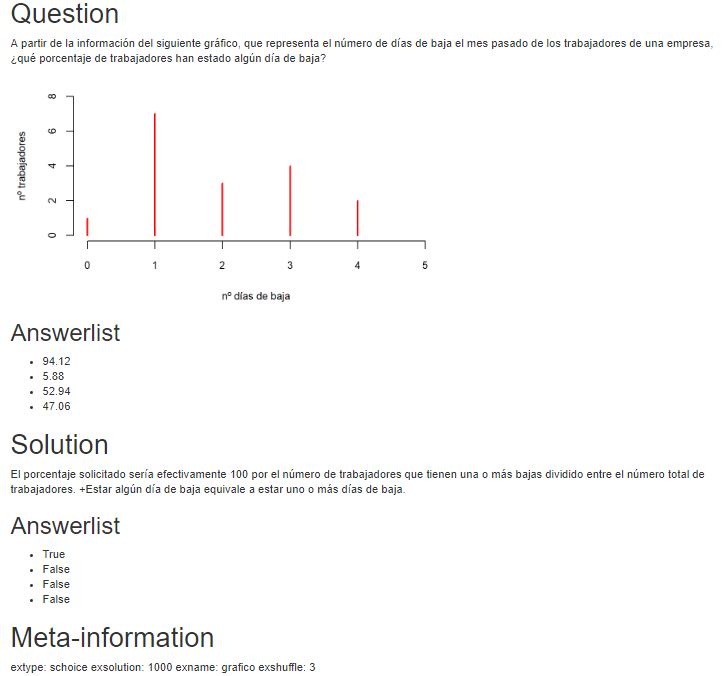 Question
A partir de la información del siguiente gráfico, que representa el número de días de baja el mes pasado de los trabajadores de una empresa,
¿qué porcentaje de trabajadores han estado algún día de baja?
8
6
4
2
0
nº trabajadores
0 1 2 3 4 5
nº días de baja
Answerlist
• 94.12
• 5.88
• 52.94
• 47.06
Solution
El porcentaje solicitado sería efectivamente 100 por el número de trabajadores que tienen una o más bajas dividido entre el número total de
trabajadores. +Estar algún día de baja equivale a estar uno o más días de baja.
Answerlist
• True
• False
• False
• False
Meta-information
extype: schoice exsolution: 1000 exname: grafico exshuffle: 3